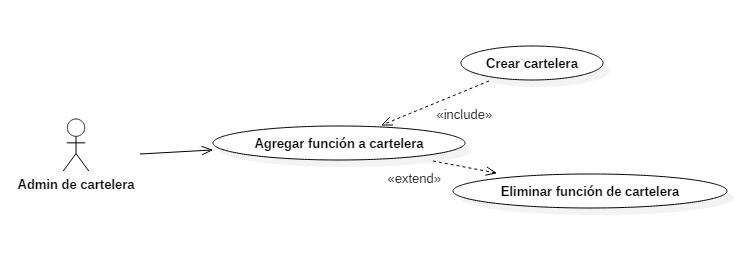 Crear cartelera
«include»
Agregar función a cartelera
Admin de cartelera
«extend»
Eliminar función de cartelera